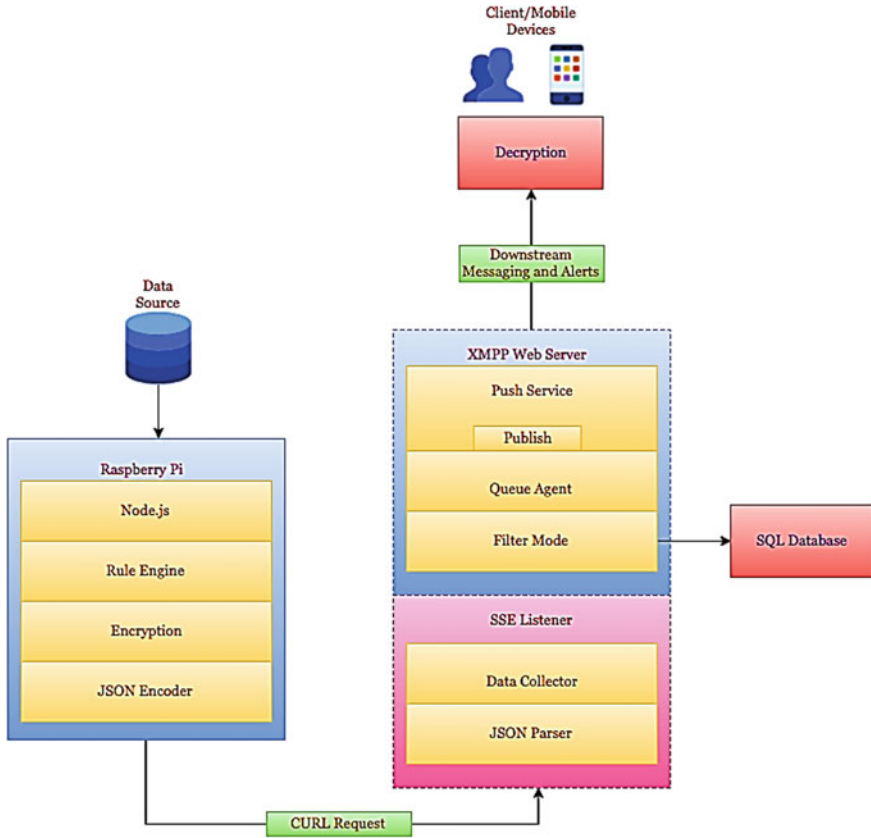 Client/Mobile
Devices
Decryption
Downstream
Messaging and Alerts
Data
Source
XMPP Web Server
Push Service
Publish
Queue Agent
Filter Mode
SQL Database
Raspberry Pi
Node.js
Rule Engine
Encryption
JSON Encoder
SSE Listener
Data Collector
JSON Parser
CURL Request